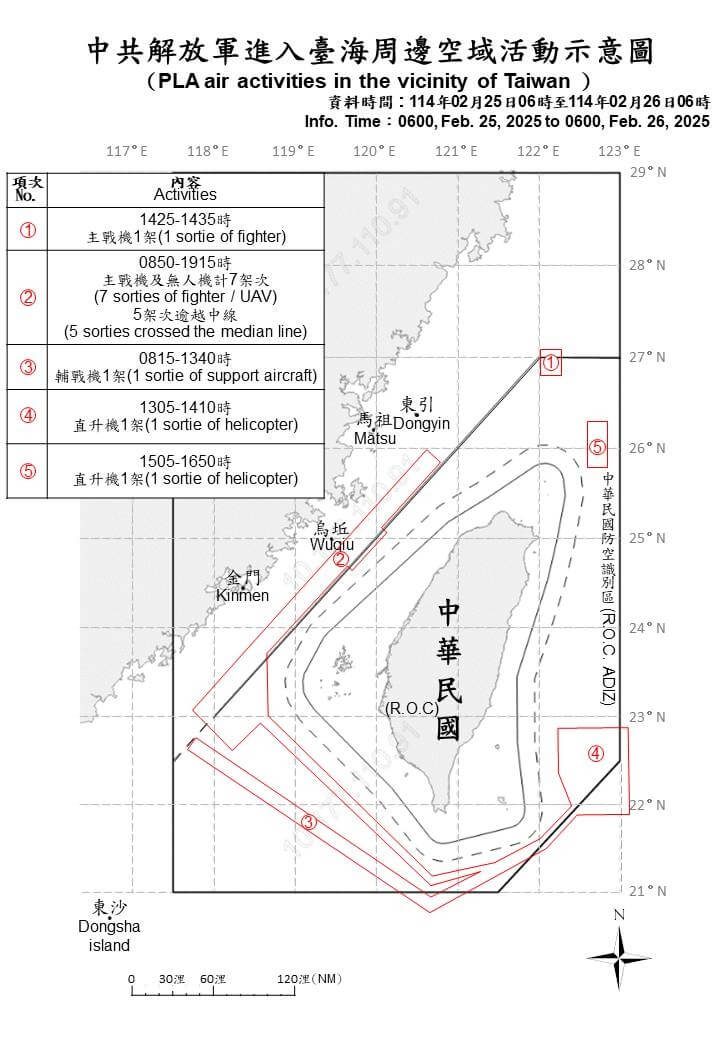 中共解放軍進入臺海周邊空域活動示意圖
（PLA air activities in the vicinity of Taiwan ）
資料時間：114年02月25日06時至114年02月26日06時
Info. Time：0600, Feb. 25, 2025 to 0600, Feb. 26, 2025
117° E 118° E 119° E 120° E 121° E 122° E 123° E
29° N
28° N
27° N
26° N
25° N
24° N
23° N
22° N
21° N
項次 內容
No. Activities
① 1425-1435時
主戰機1架(1 sortie of fighter)
② 0850-1915時
主戰機及無人機計7架次
(7 sorties of fighter / UAV)
5架次逾越中線
(5 sorties crossed the median line)
③ 0815-1340時
輔戰機1架(1 sortie of support aircraft)
④ 1305-1410時
直升機1架(1 sortie of helicopter)
⑤ 1505-1650時
直升機1架(1 sortie of helicopter)
①
東引
Dongyin
馬祖
Matsu
⑤
烏坵
Wuqiu
②
金門
Kinmen
中華民國
(R.O.C)
中華民國防空識別區(R.O.C. ADIZ)
④
③
東沙
Dongsha
island
N
0 30浬 60浬 120浬(NM)